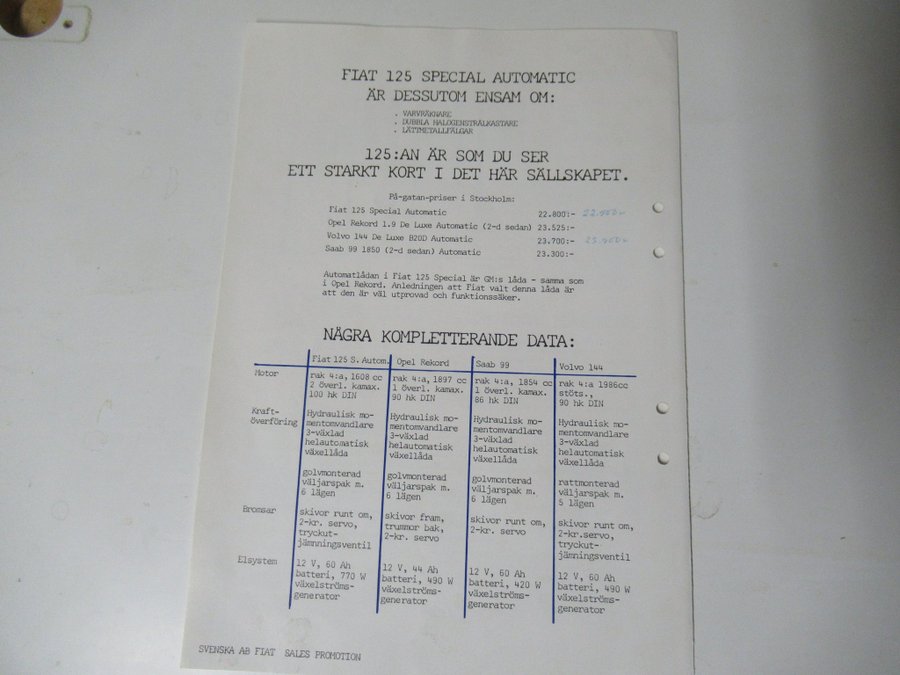 FIAT 125 SPECIAL AUTOMATIC
ÄR DESSUTOM ENSAM OM:
. VARVRÄKNARE
. DUBBLA HALOGENSTRÅLKASTARE
. LÄTTMETALLFÄLGAR
125:AN ÄR SOM DU SER
ETT STARKT KORT I DET HÄR SÄLLSKAPET.
På-gatan-priser i Stockholm:
Fiat 125 Special Automatic 22.800:-
Opel Rekord 1.9 De Luxe Automatic (2-d sedan) 23.525:-
Volvo 144 De Luxe B20D Automatic 23.700:-
Saab 99 1850 (2-d sedan) Automatic 23.300:-
Automatlådan i Fiat 125 Special är GM:s låda - samma som
i Opel Rekord. Anledningen att Fiat valt denna låda är
att den är väl utprovad och funktionssäker.
NÅGRA KOMPLETTERANDE DATA:
Fiat 125 S. Autom. Opel Rekord Saab 99 Volvo 144
Motor
rak 4:a, 1608 cc
2 överl. kamax.
100 hk DIN
rak 4:a, 1897 cc
1 överl. kamax.
90 hk DIN
rak 4:a, 1854 cc
1 överl. kamax.
86 hk DIN
rak 4:a 1986cc
stöts.,
90 hk DIN
Kraft-
överföring
Hydraulisk mo-
mentomvandlare
3-växlad
helautomatisk
växellåda
Hydraulisk mo-
mentomvandlare
3-växlad
helautomatisk
växellåda
Hydraulisk mo-
mentomvandlare
3-växlad
helautomatisk
växellåda
Hydraulisk mo-
mentomvandlare
3-växlad
helautomatisk
växellåda
golvmonterad
väljarspak m.
6 lägen
golvmonterad
väljarspak m.
6 lägen
golvmonterad
väljarspak m.
6 lägen
rattmonterad
väljarspak m.
5 lägen
Bromsar
skivor runt om,
2-kr. servo,
tryckut-
jämningsventil
skivor fram,
trummor bak,
2-kr. servo
skivor runt om,
2-kr. servo
skivor runt om,
2-kr.servo,
tryckut-
jämningsventil
Elsystem
12 V, 60 Ah
batteri, 770 W
växelströms-
generator
12 V, 44 Ah
batteri, 490 W
växelströms-
generator
12 V, 60 Ah
batteri, 420 W
växelströms-
generator
12 V, 60 Ah
batteri, 490 W
växelströms-
generator
SVENSKA AB FIAT SALES PROMOTION